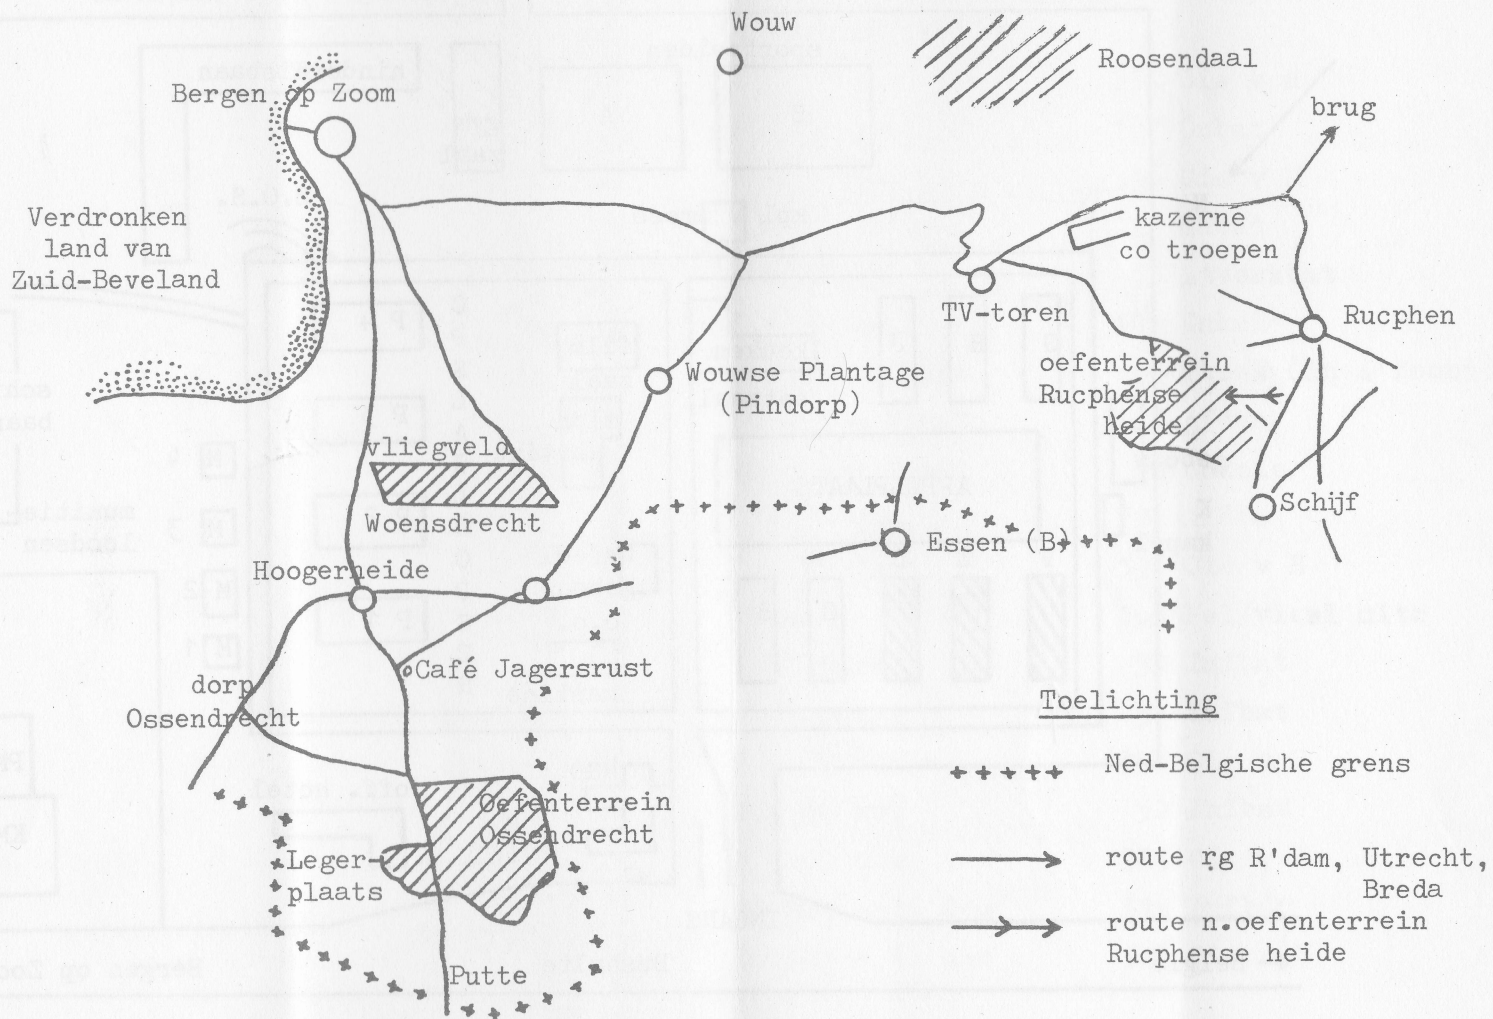 Wouw
Roosendaal
Bergen op Zoom
brug
Verdronken
land van
Zuid-Beveland
kazerne
co troepen
TV-toren
Rucphen
oefenterrein
Rucphense
heide
Wouwse Plantage
(Pindorp)
vliegveld
Woensdrecht
Schijf
Essen (B)
Hoogerheide
Café Jagersrust
dorp
Ossendrecht
Oefenterrein
Ossendrecht
Leger-
plaats
Putte
Toelichting
Ned-Belgische grens
route rg R'dam, Utrecht,
Breda
route n.oefenterrein
Rucphense heide